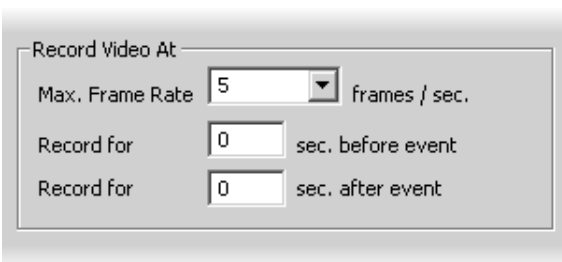 Record Video At
Max. Frame Rate 5 frames / sec.
Record for 0 sec. before event
Record for 0 sec. after event